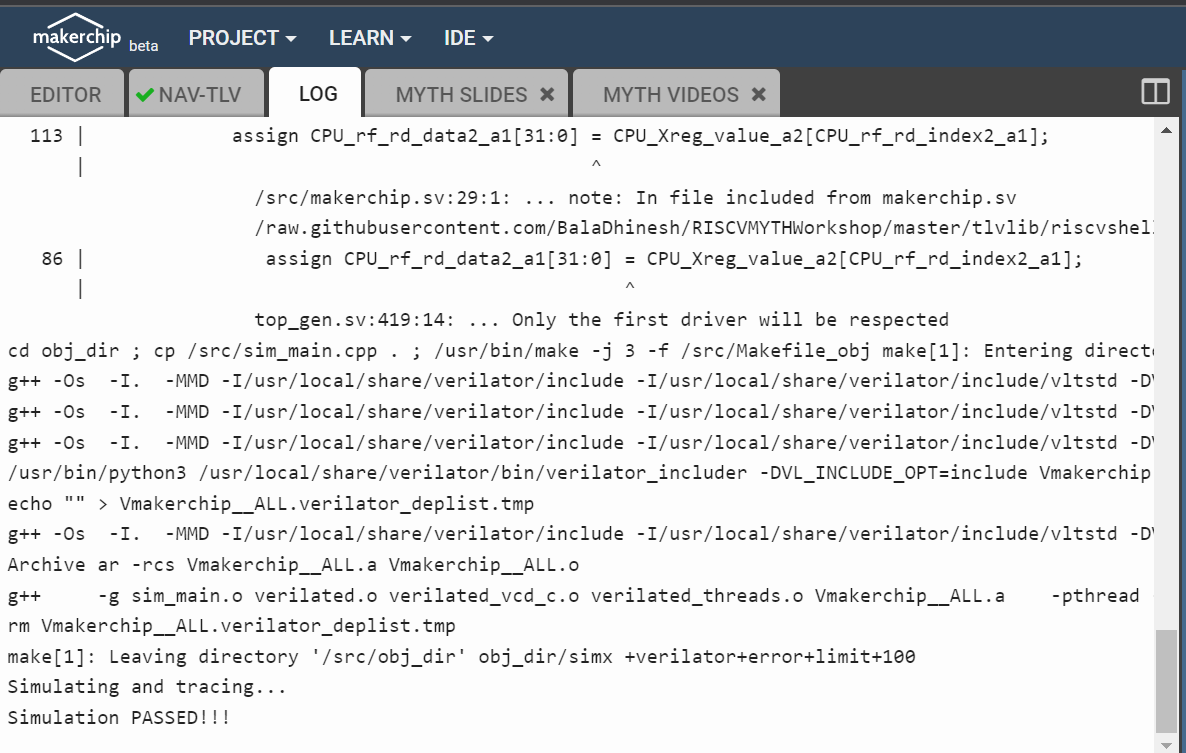 makerchip beta PROJECT LEARN IDE
EDITOR NAV-TLV LOG MYTH SLIDES MYTH VIDEOS
113 | assign CPU_rf_rd_data2_a1[31:0] = CPU_Xreg_value_a2[CPU_rf_rd_index2_a1];
| ^
/src/makerchip.sv:29:1: ... note: In file included from makerchip.sv
/raw.githubusercontent.com/BalaDhinesh/RISCVMYTHWorkshop/master/tlvlib/riscvshel
86 | assign CPU_rf_rd_data2_a1[31:0] = CPU_Xreg_value_a2[CPU_rf_rd_index2_a1];
| ^
top_gen.sv:419:14: ... Only the first driver will be respected
cd obj_dir ; cp /src/sim_main.cpp . ; /usr/bin/make -j 3 -f /src/Makefile_obj make[1]: Entering direct
g++ -Os -I. -MMD -I/usr/local/share/verilator/include -I/usr/local/share/verilator/include/vltstd -DV
g++ -Os -I. -MMD -I/usr/local/share/verilator/include -I/usr/local/share/verilator/include/vltstd -DV
g++ -Os -I. -MMD -I/usr/local/share/verilator/include -I/usr/local/share/verilator/include/vltstd -DV
/usr/bin/python3 /usr/local/share/verilator/bin/verilator_includer -DVL_INCLUDE_OPT=include Vmakerchip
echo "" > Vmakerchip__ALL.verilator_deplist.tmp
g++ -Os -I. -MMD -I/usr/local/share/verilator/include -I/usr/local/share/verilator/include/vltstd -DV
Archive ar -rcs Vmakerchip__ALL.a Vmakerchip__ALL.o
g++ -g sim_main.o verilated.o verilated_vcd_c.o verilated_threads.o Vmakerchip__ALL.a -pthread
rm Vmakerchip__ALL.verilator_deplist.tmp
make[1]: Leaving directory '/src/obj_dir' obj_dir/simx +verilator+error+limit+100
Simulating and tracing...
Simulation PASSED!!!